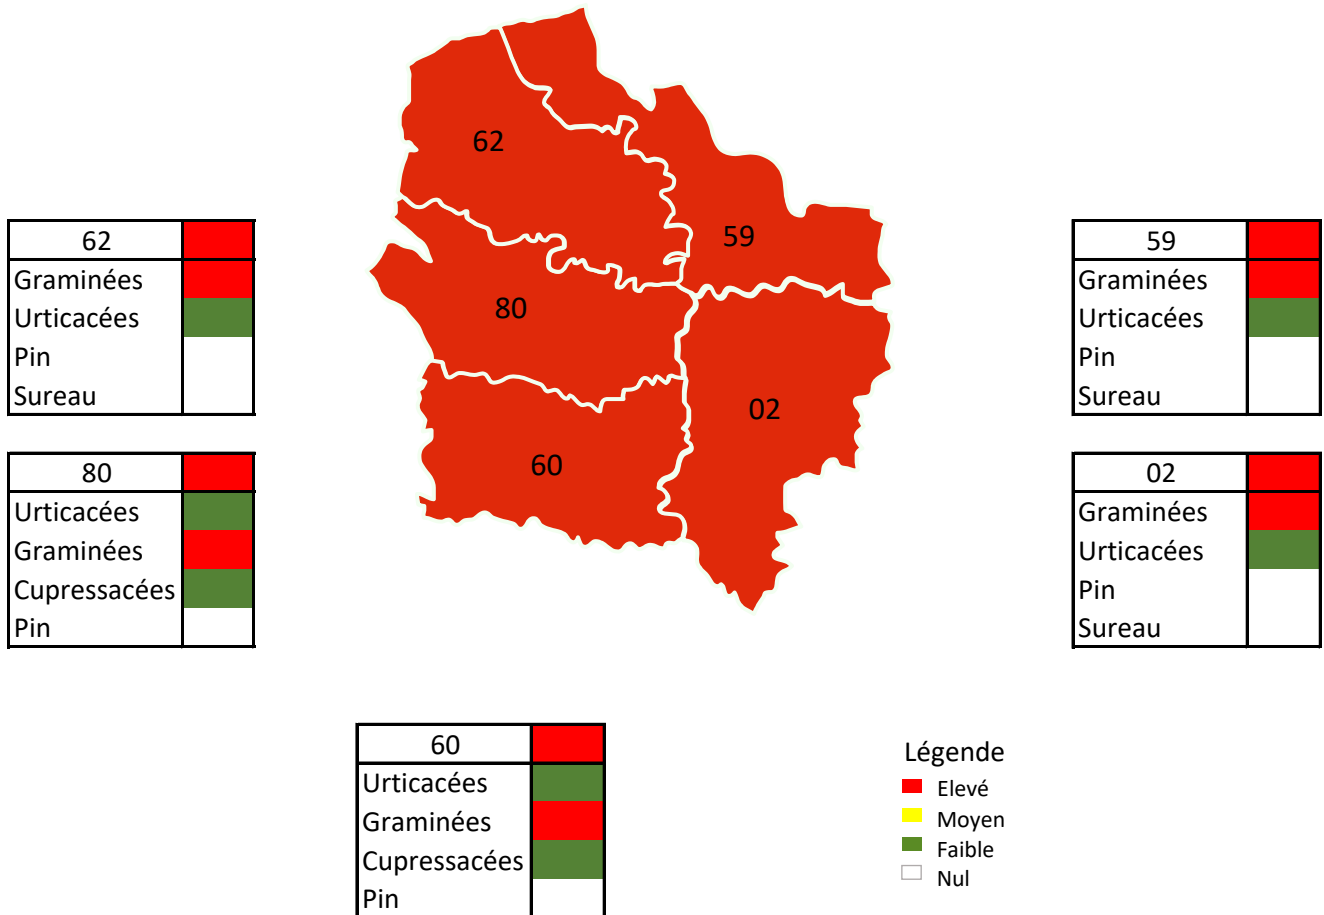 62
59
80
02
60
62
Graminées
Urticacées
Pin
Sureau
59
Graminées
Urticacées
Pin
Sureau
80
Urticacées
Graminées
Cupressacées
Pin
02
Graminées
Urticacées
Pin
Sureau
60
Urticacées
Graminées
Cupressacées
Pin
Légende
Elevé
Moyen
Faible
Nul